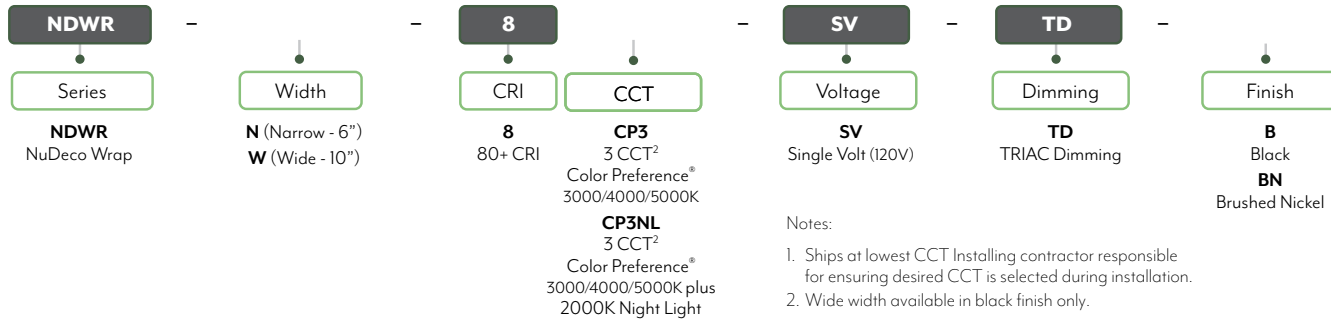 NDWR – – 8 – SV – TD –
Series Width CRI CCT Voltage Dimming Finish
NDWR
NuDeco Wrap
N (Narrow - 6”)
W (Wide - 10”)
8
80+ CRI
CP3
3 CCT²
Color Preference®
3000/4000/5000K
CP3NL
3 CCT²
Color Preference®
3000/4000/5000K plus
2000K Night Light
SV
Single Volt (120V)
TD
TRIAC Dimming
B
Black
BN
Brushed Nickel
Notes:
1. Ships at lowest CCT Installing contractor responsible
for ensuring desired CCT is selected during installation.
2. Wide width available in black finish only.